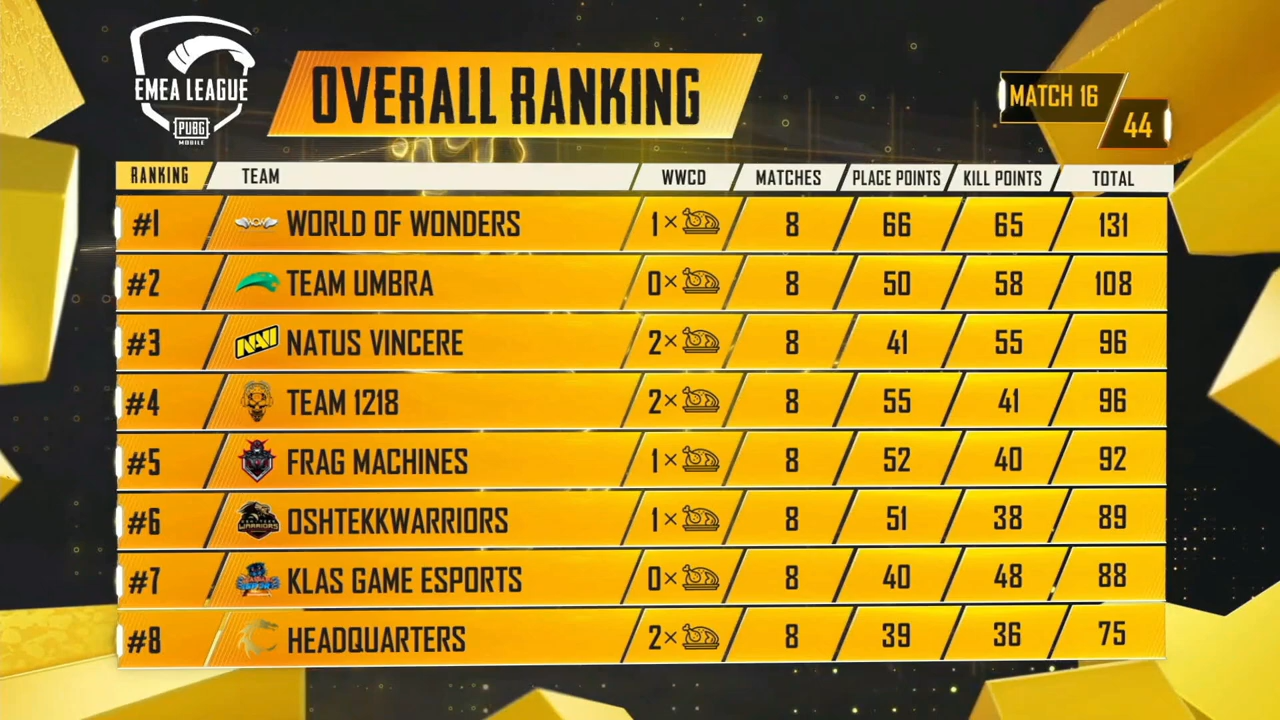 EMEA LEAGUE
PUBG
MOBILE
OVERALL RANKING
MATCH 16
44
RANKING TEAM WWCD MATCHES PLACE POINTS KILL POINTS TOTAL
#1 WOW WORLD OF WONDERS 1× 8 66 65 131
#2 TEAM UMBRA 0× 8 50 58 108
#3 NAVI NATUS VINCERE 2× 8 41 55 96
#4 TEAM 1218 2× 8 55 41 96
#5 FRAG MACHINES 1× 8 52 40 92
#6 WARRIORS OSHTEKKWARRIORS 1× 8 51 38 89
#7 KLAS GAME ESPORTS 0× 8 40 48 88
#8 HEADQUARTERS 2× 8 39 36 75